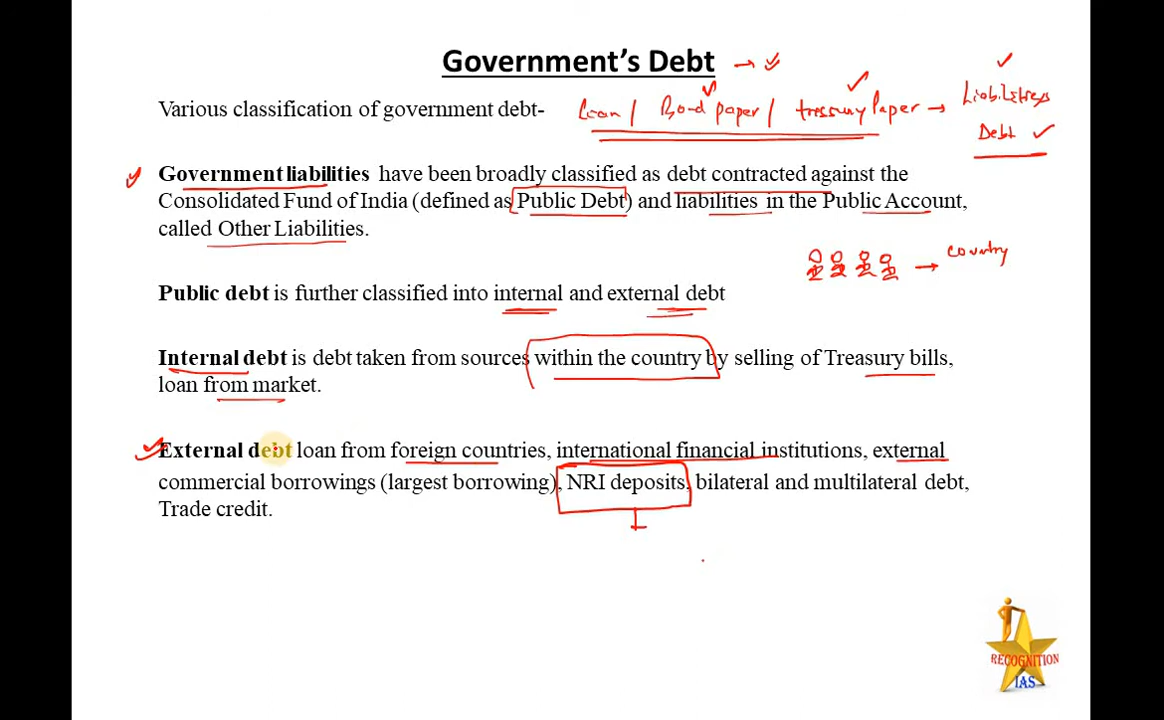 Government's Debt
Various classification of government debt- Loan / Bond paper / treasury Paper → Liabilitieys
Debt
Government liabilities have been broadly classified as debt contracted against the
Consolidated Fund of India (defined as Public Debt) and liabilities in the Public Account,
called Other Liabilities.
country
Public debt is further classified into internal and external debt
Internal debt is debt taken from sources within the country by selling of Treasury bills,
loan from market.
External debt loan from foreign countries, international financial institutions, external
commercial borrowings (largest borrowing), NRI deposits, bilateral and multilateral debt,
Trade credit.
RECOGNITION
IAS